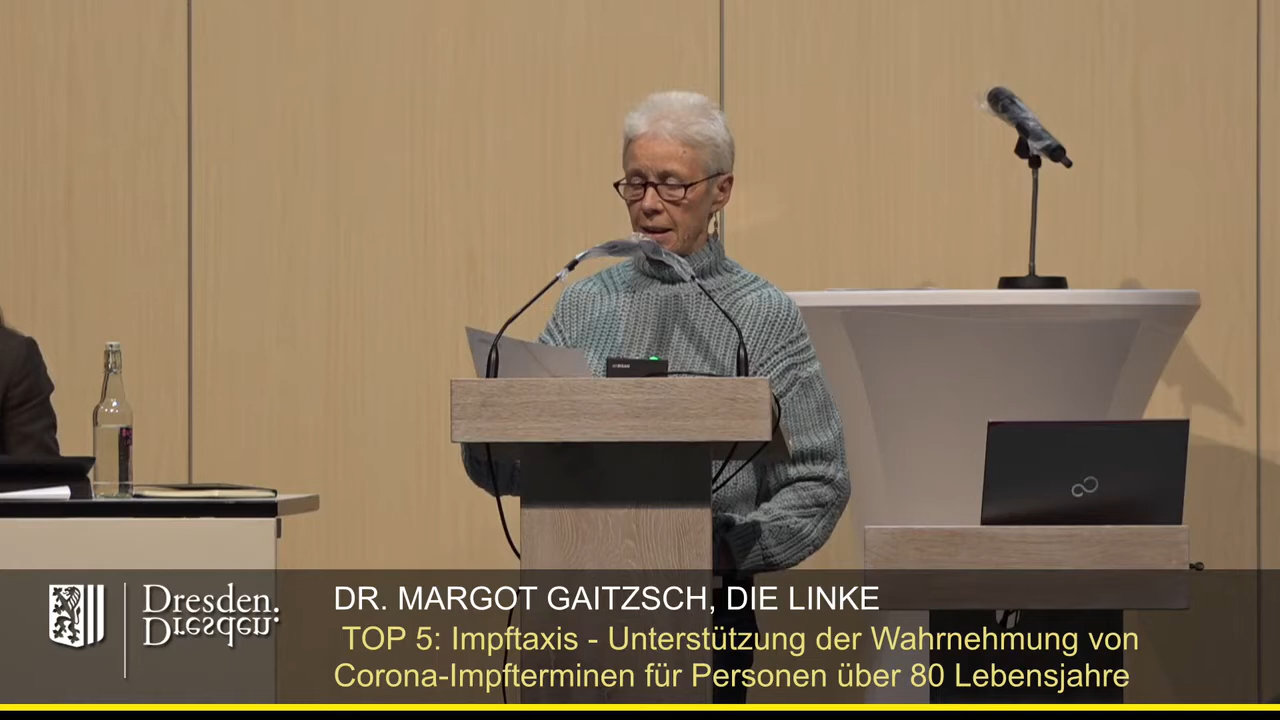 Dresden.
Dresden.
DR. MARGOT GAITZSCH, DIE LINKE
TOP 5: Impftaxis - Unterstützung der Wahrnehmung von
Corona-Impfterminen für Personen über 80 Lebensjahre